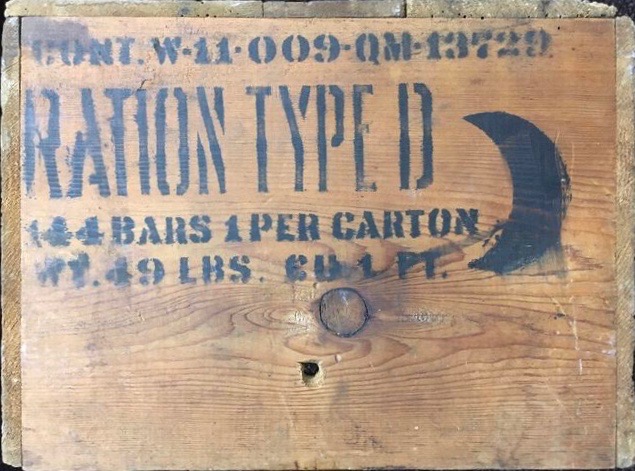 CONT. W-11-009-QM-13729
RATION TYPE D
144 BARS 1 PER CARTON
WT. 49 LBS. CU 1 FT.